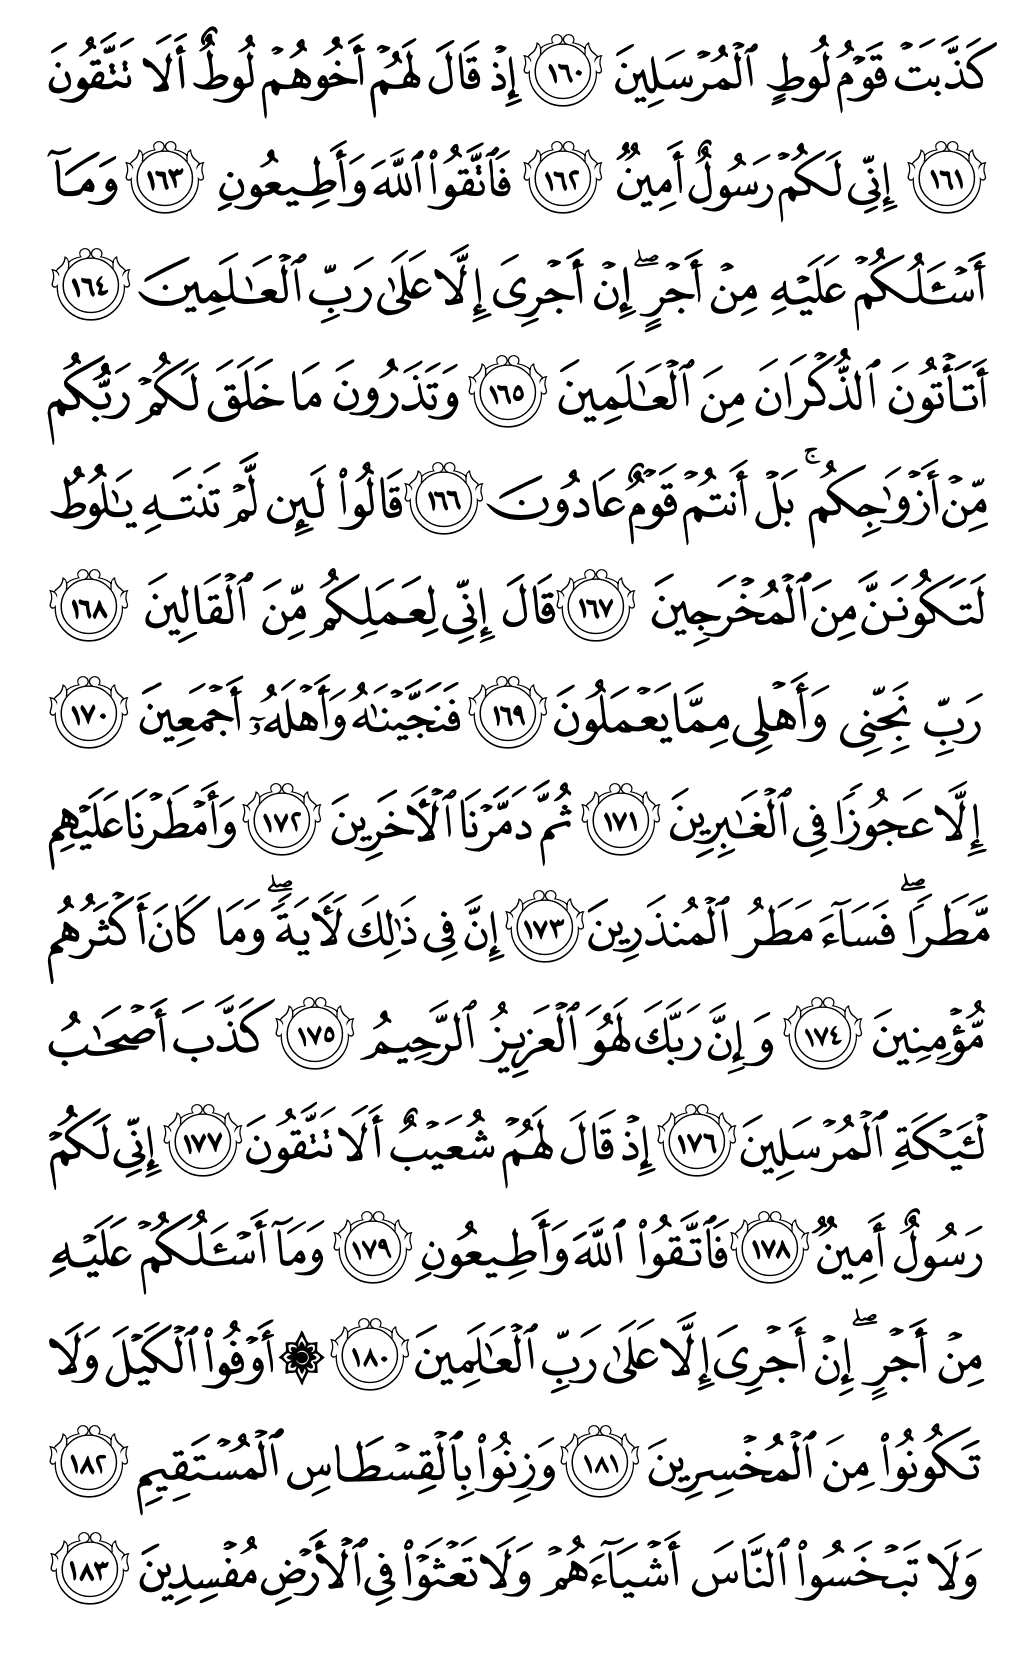 كَذَّبَتْ قَوْمُ لُوطٍ ٱلْمُرْسَلِينَ ١٦٠ إِذْ قَالَ لَهُمْ أَخُوهُمْ لُوطٌ أَلَا تَتَّقُونَ
١٦١ إِنِّى لَكُمْ رَسُولٌ أَمِينٌ ١٦٢ فَٱتَّقُوا۟ ٱللَّهَ وَأَطِيعُونِ ١٦٣ وَمَآ
أَسْـَٔلُكُمْ عَلَيْهِ مِنْ أَجْرٍ ۖ إِنْ أَجْرِىَ إِلَّا عَلَىٰ رَبِّ ٱلْعَـٰلَمِينَ ١٦٤
أَتَأْتُونَ ٱلذُّكْرَانَ مِنَ ٱلْعَـٰلَمِينَ ١٦٥ وَتَذَرُونَ مَا خَلَقَ لَكُمْ رَبُّكُم
مِّنْ أَزْوَٰجِكُم ۚ بَلْ أَنتُمْ قَوْمٌ عَادُونَ ١٦٦ قَالُوا۟ لَئِن لَّمْ تَنتَهِ يَـٰلُوطُ
لَتَكُونَنَّ مِنَ ٱلْمُخْرَجِينَ ١٦٧ قَالَ إِنِّى لِعَمَلِكُم مِّنَ ٱلْقَالِينَ ١٦٨
رَبِّ نَجِّنِى وَأَهْلِى مِمَّا يَعْمَلُونَ ١٦٩ فَنَجَّيْنَـٰهُ وَأَهْلَهُۥٓ أَجْمَعِينَ ١٧٠
إِلَّا عَجُوزًا فِى ٱلْغَـٰبِرِينَ ١٧١ ثُمَّ دَمَّرْنَا ٱلْـَٔاخَرِينَ ١٧٢ وَأَمْطَرْنَا عَلَيْهِم
مَّطَرًا ۖ فَسَآءَ مَطَرُ ٱلْمُنذَرِينَ ١٧٣ إِنَّ فِى ذَٰلِكَ لَـَٔايَةً ۖ وَمَا كَانَ أَكْثَرُهُم
مُّؤْمِنِينَ ١٧٤ وَإِنَّ رَبَّكَ لَهُوَ ٱلْعَزِيزُ ٱلرَّحِيمُ ١٧٥ كَذَّبَ أَصْحَـٰبُ
لْـَٔيْكَةِ ٱلْمُرْسَلِينَ ١٧٦ إِذْ قَالَ لَهُمْ شُعَيْبٌ أَلَا تَتَّقُونَ ١٧٧ إِنِّى لَكُمْ
رَسُولٌ أَمِينٌ ١٧٨ فَٱتَّقُوا۟ ٱللَّهَ وَأَطِيعُونِ ١٧٩ وَمَآ أَسْـَٔلُكُمْ عَلَيْهِ
مِنْ أَجْرٍ ۖ إِنْ أَجْرِىَ إِلَّا عَلَىٰ رَبِّ ٱلْعَـٰلَمِينَ ١٨٠ ۞ أَوْفُوا۟ ٱلْكَيْلَ وَلَا
تَكُونُوا۟ مِنَ ٱلْمُخْسِرِينَ ١٨١ وَزِنُوا۟ بِٱلْقِسْطَاسِ ٱلْمُسْتَقِيمِ ١٨٢
وَلَا تَبْخَسُوا۟ ٱلنَّاسَ أَشْيَآءَهُمْ وَلَا تَعْثَوْا۟ فِى ٱلْأَرْضِ مُفْسِدِينَ ١٨٣